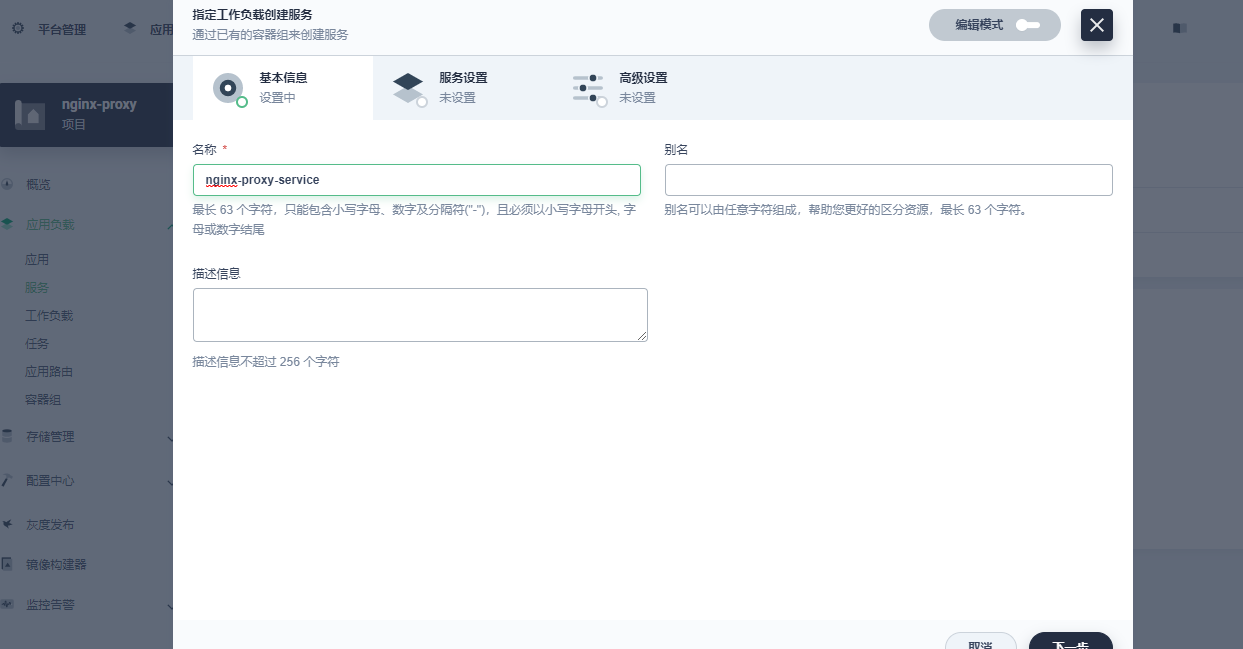 平台管理
应用
nginx-proxy
项目
概览
应用负载
应用
服务
工作负载
任务
应用路由
容器组
存储管理
配置中心
灰度发布
镜像构建器
监控告警
指定工作负载创建服务
通过已有的容器组来创建服务
编辑模式
基本信息
设置中
服务设置
未设置
高级设置
未设置
名称 *
nginx-proxy-service
最长 63 个字符，只能包含小写字母、数字及分隔符("-")，且必须以小写字母开头, 字
母或数字结尾
别名
别名可以由任意字符组成，帮助您更好的区分资源，最长 63 个字符。
描述信息
描述信息不超过 256 个字符
取消
下一步